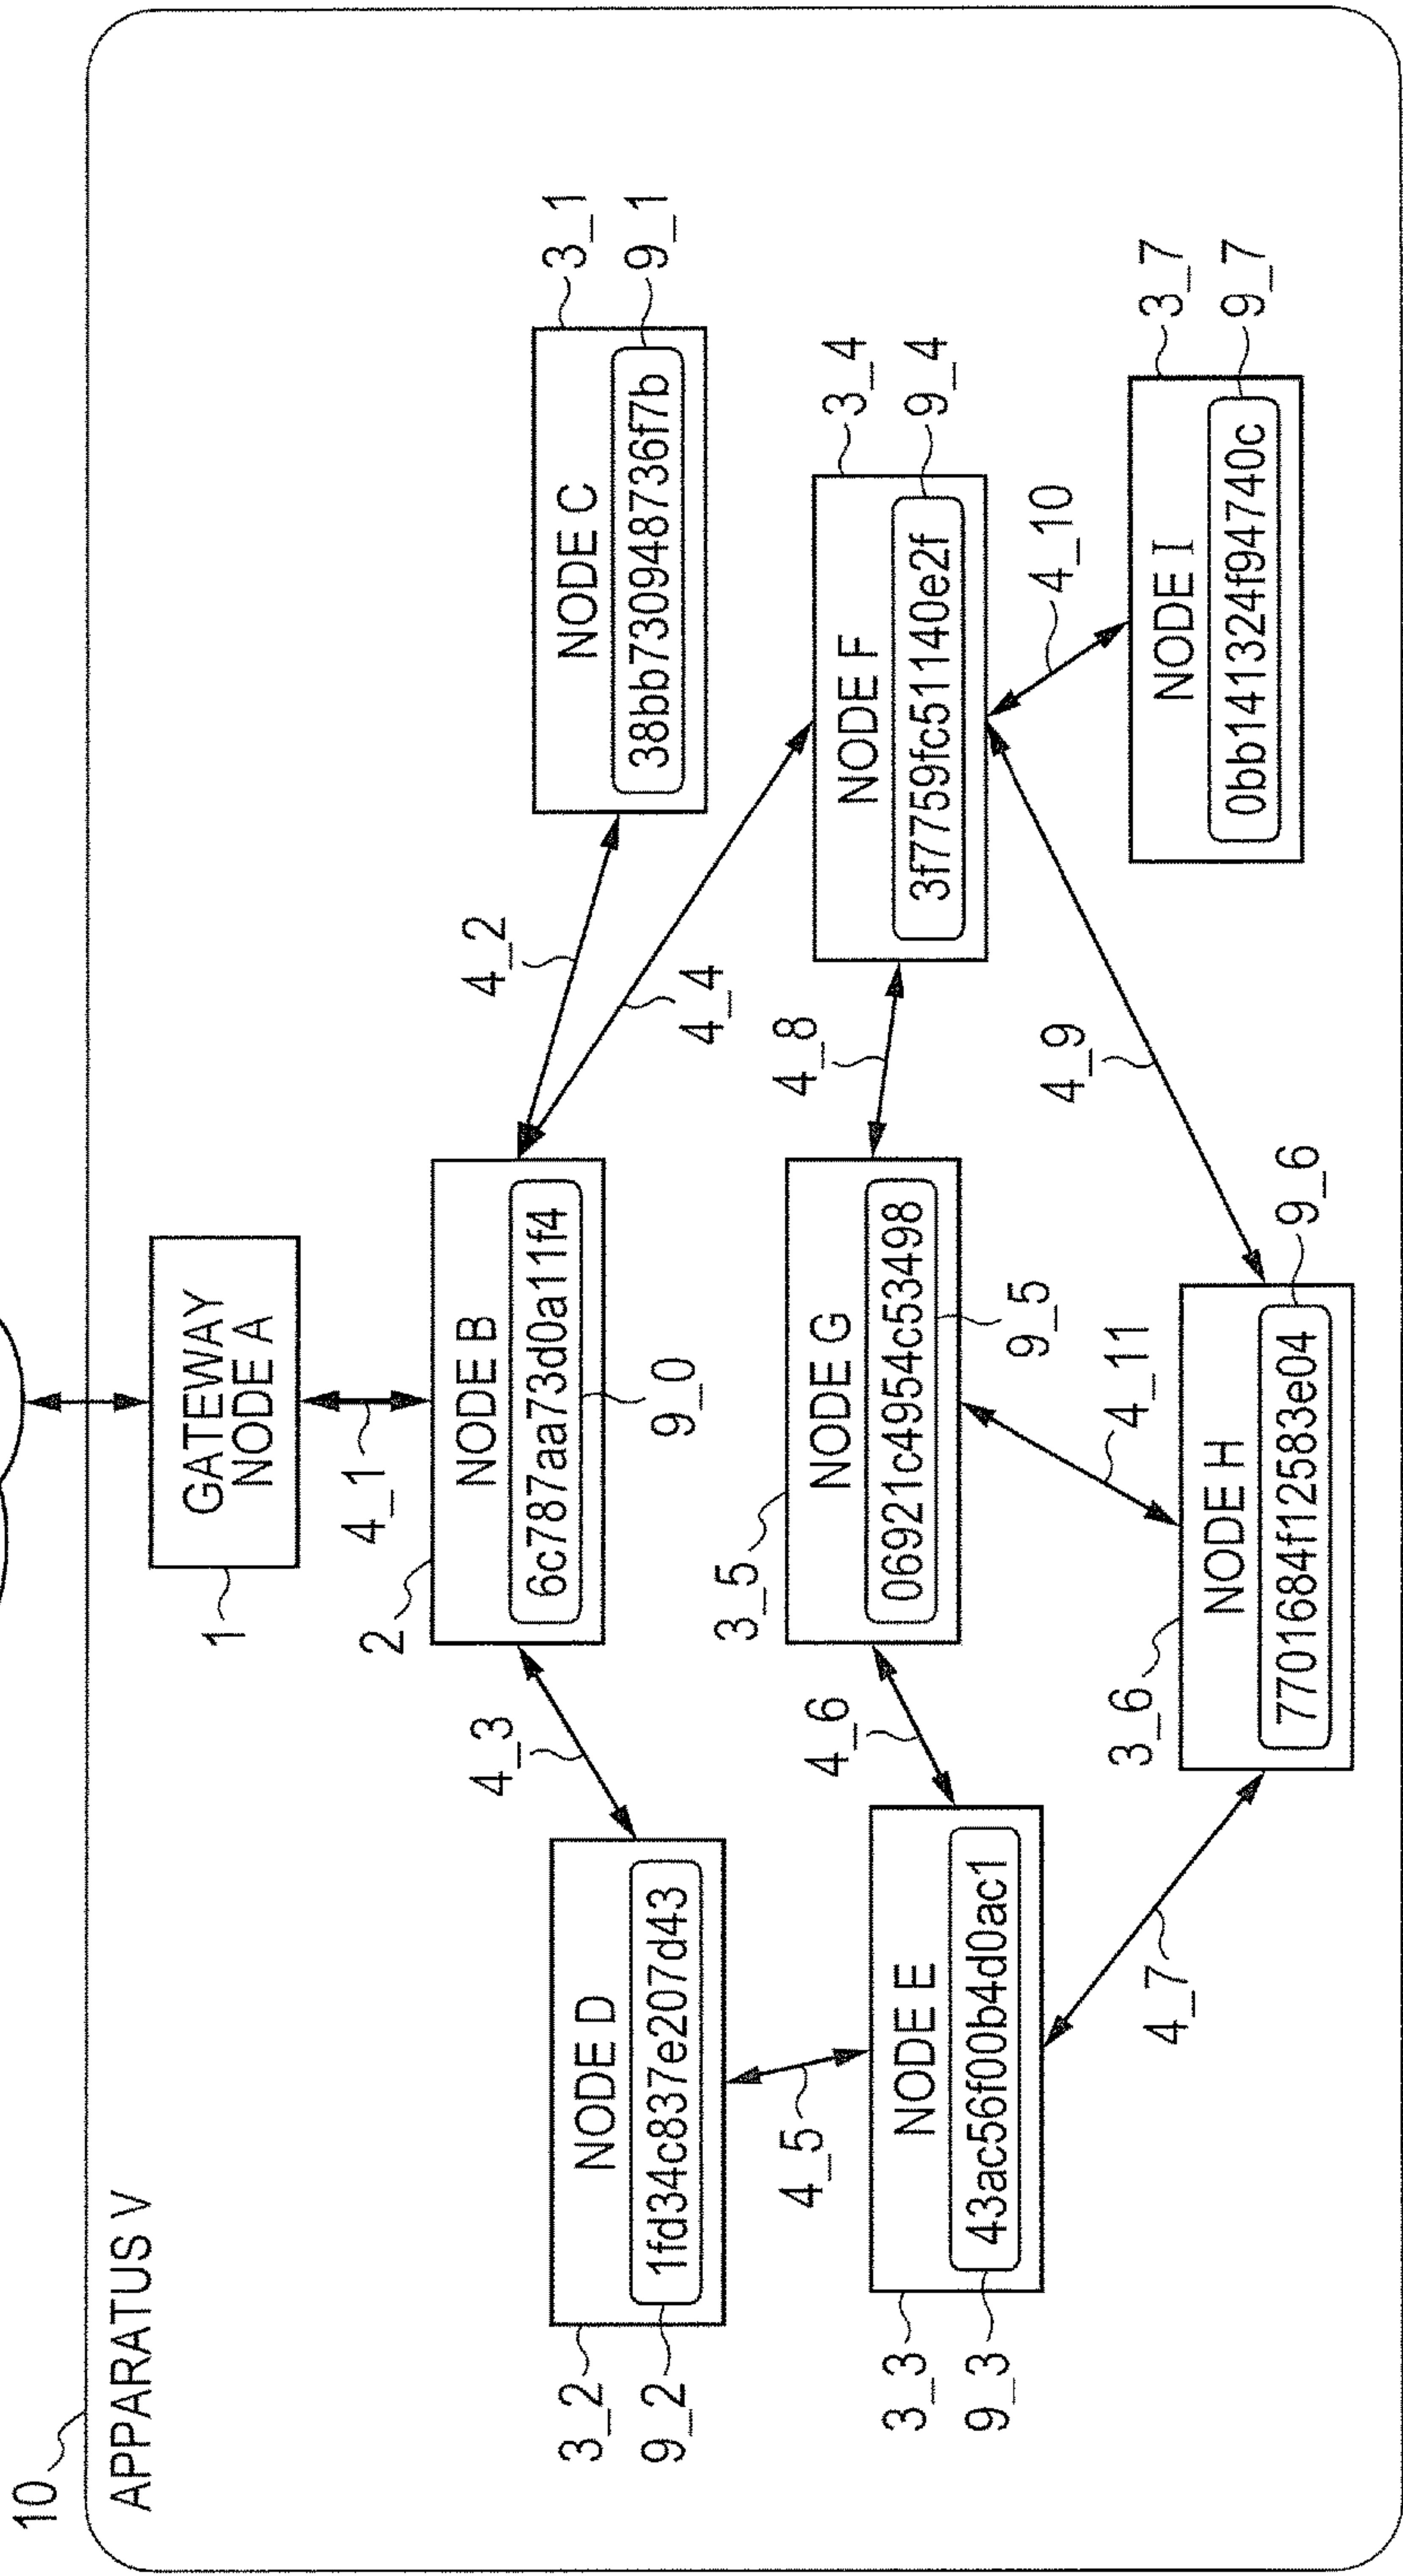 10
APPARATUS V
GATEWAY
NODE A
1
4_1
2
NODE B
6c787aa73d0a11f4
9_0
4_3
4_2
4_4
NODE C
38bb730948736f7b
3_1
9_1
3_2
9_2
NODE D
1fd34c837e207d43
4_5
3_3
9_3
NODE E
43ac56f00b4d0ac1
4_6
3_5
NODE G
06921c4954c53498
9_5
4_8
NODE F
3f7759fc51140e2f
3_4
9_4
4_7
3_6
NODE H
7701684f12583e04
9_6
4_11
4_9
4_10
NODE I
0bb141324f94740c
3_7
9_7